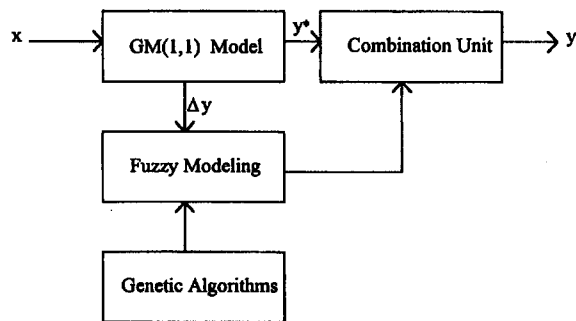 x
GM(1,1) Model
y*
Combination Unit
y
Δy
Fuzzy Modeling
Genetic Algorithms